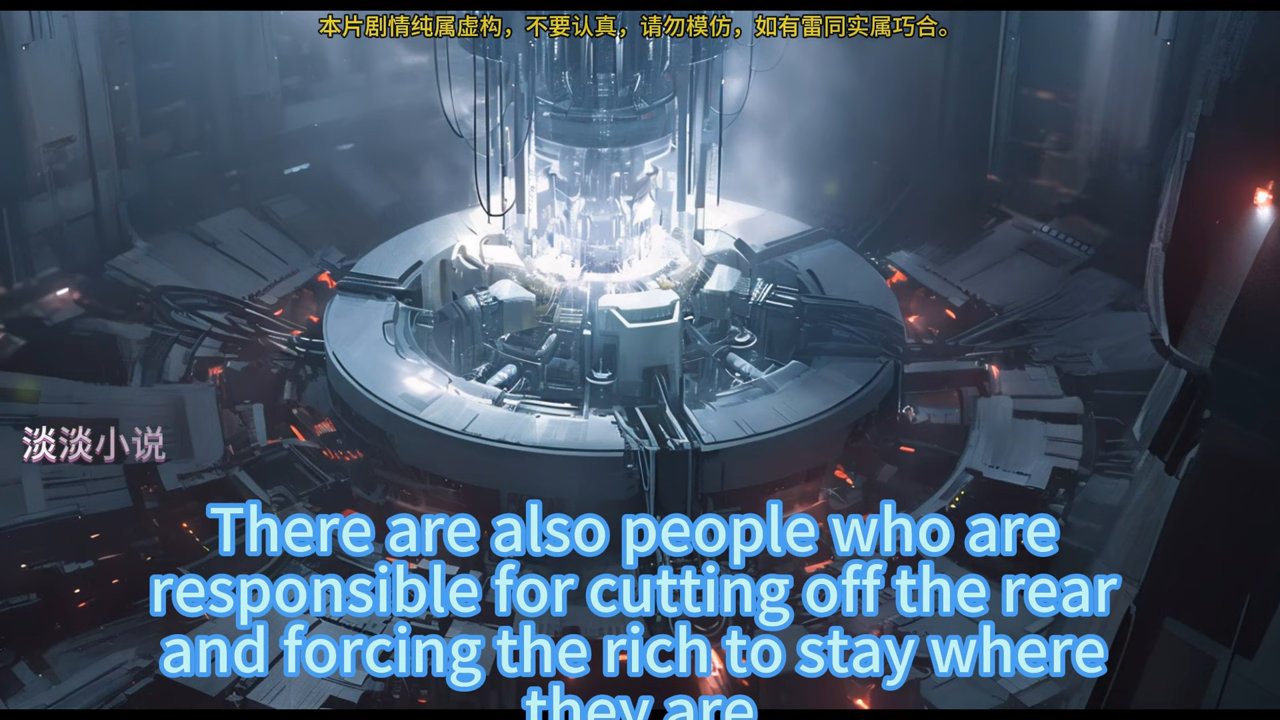 本片剧情纯属虚构，不要认真，请勿模仿，如有雷同实属巧合。
淡淡小说
There are also people who are
responsible for cutting off the rear
and forcing the rich to stay where
they are